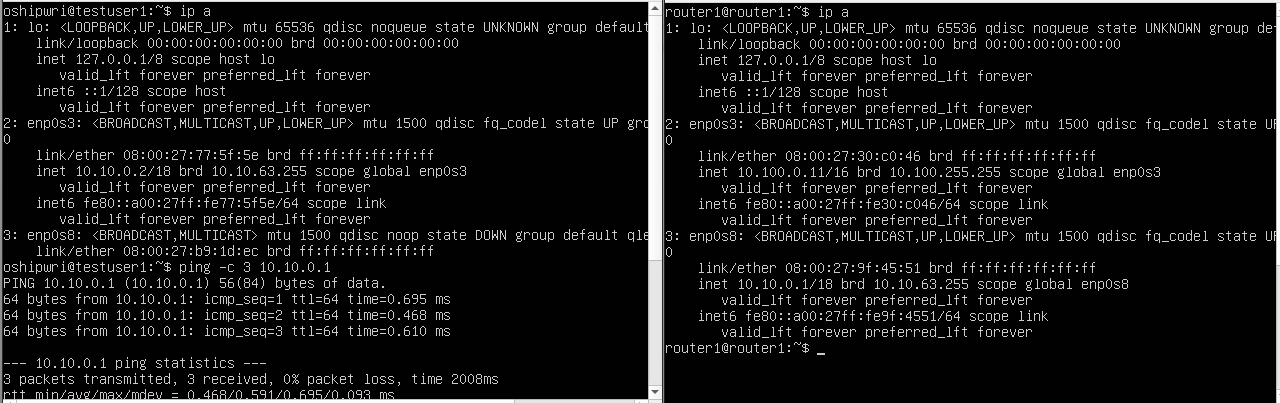 oshipwri@testuser1:~$ ip a
1: lo: <LOOPBACK,UP,LOWER_UP> mtu 65536 qdisc noqueue state UNKNOWN group default
    link/loopback 00:00:00:00:00:00 brd 00:00:00:00:00:00
    inet 127.0.0.1/8 scope host lo
       valid_lft forever preferred_lft forever
    inet6 ::1/128 scope host
       valid_lft forever preferred_lft forever
2: enp0s3: <BROADCAST,MULTICAST,UP,LOWER_UP> mtu 1500 qdisc fq_codel state UP gro
0
    link/ether 08:00:27:77:5f:5e brd ff:ff:ff:ff:ff:ff
    inet 10.10.0.2/18 brd 10.10.63.255 scope global enp0s3
       valid_lft forever preferred_lft forever
    inet6 fe80::a00:27ff:fe77:5f5e/64 scope link
       valid_lft forever preferred_lft forever
3: enp0s8: <BROADCAST,MULTICAST> mtu 1500 qdisc noop state DOWN group default qle
    link/ether 08:00:27:b9:1d:ec brd ff:ff:ff:ff:ff:ff
oshipwri@testuser1:~$ ping -c 3 10.10.0.1
PING 10.10.0.1 (10.10.0.1) 56(84) bytes of data.
64 bytes from 10.10.0.1: icmp_seq=1 ttl=64 time=0.695 ms
64 bytes from 10.10.0.1: icmp_seq=2 ttl=64 time=0.468 ms
64 bytes from 10.10.0.1: icmp_seq=3 ttl=64 time=0.610 ms

--- 10.10.0.1 ping statistics ---
3 packets transmitted, 3 received, 0% packet loss, time 2008ms
rtt min/avg/max/mdev = 0.468/0.591/0.695/0.093 ms
router1@router1:~$ ip a
1: lo: <LOOPBACK,UP,LOWER_UP> mtu 65536 qdisc noqueue state UNKNOWN group de
    link/loopback 00:00:00:00:00:00 brd 00:00:00:00:00:00
    inet 127.0.0.1/8 scope host lo
       valid_lft forever preferred_lft forever
    inet6 ::1/128 scope host
       valid_lft forever preferred_lft forever
2: enp0s3: <BROADCAST,MULTICAST,UP,LOWER_UP> mtu 1500 qdisc fq_codel state UP
0
    link/ether 08:00:27:30:c0:46 brd ff:ff:ff:ff:ff:ff
    inet 10.100.0.11/16 brd 10.100.255.255 scope global enp0s3
       valid_lft forever preferred_lft forever
    inet6 fe80::a00:27ff:fe30:c046/64 scope link
       valid_lft forever preferred_lft forever
3: enp0s8: <BROADCAST,MULTICAST,UP,LOWER_UP> mtu 1500 qdisc fq_codel state UP
0
    link/ether 08:00:27:9f:45:51 brd ff:ff:ff:ff:ff:ff
    inet 10.10.0.1/18 brd 10.10.63.255 scope global enp0s8
       valid_lft forever preferred_lft forever
    inet6 fe80::a00:27ff:fe9f:4551/64 scope link
       valid_lft forever preferred_lft forever
router1@router1:~$ _